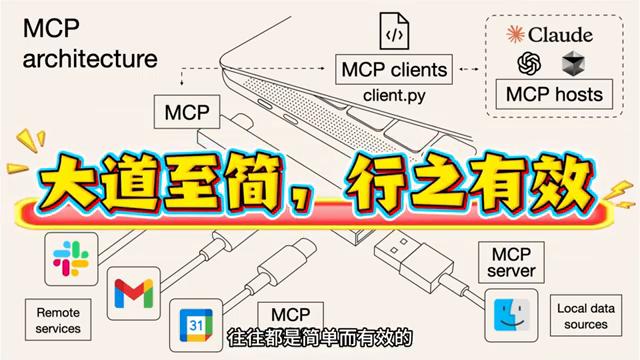 MCP
architecture
MCP clients
client.py
Claude
MCP hosts
MCP
大道至简，行之有效
MCP
server
Remote
services
31
MCP
Local data
sources
往往都是简单而有效的